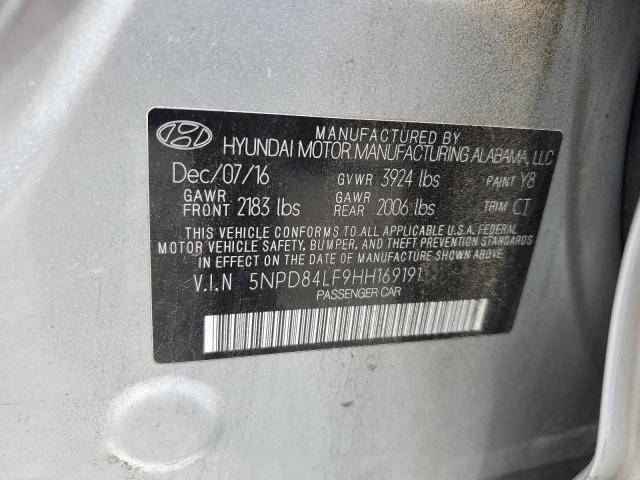 MANUFACTURED BY
HYUNDAI MOTOR MANUFACTURING ALABAMA, LLC
Dec/07/16 GVWR 3924 lbs PAINT Y8
GAWR FRONT 2183 lbs GAWR REAR 2006 lbs TRIM CT
THIS VEHICLE CONFORMS TO ALL APPLICABLE U.S.A. FEDERAL
MOTOR VEHICLE SAFETY, BUMPER, AND THEFT PREVENTION STANDARDS
IN EFFECT ON THE DATE OF MANUFACTURE SHOWN ABOVE.
V.I.N 5NPD84LF9HH169191
PASSENGER CAR